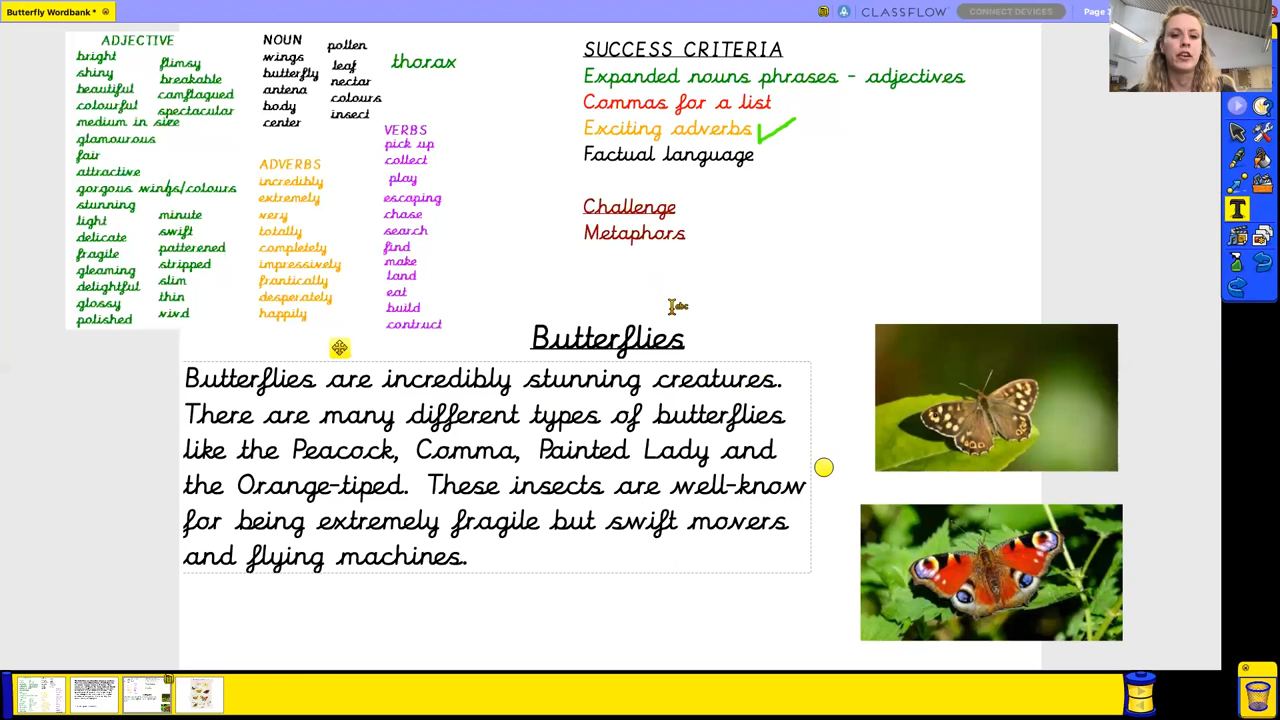 Butterfly Wordbank *
CLASSFLOW
CONNECT DEVICES
Page
ADJECTIVE
bright
shiny
beautiful
colourful
medium in size
glamourous
fair
attractive
gorgous wings/colours
stunning
light
delicate
fragile
gleaming
delightful
glossy
polished
flimsy
breakable
camflagued
spectacular
minute
swift
patterened
stripped
slim
thin
vivd
NOUN
wings
butterfly
antena
body
center
pollen
leaf
nectar
colours
insect
thorax
ADVERBS
incredibly
extremely
very
totally
completely
impressively
frantically
desperately
happily
VERBS
pick up
collect
play
escaping
chase
search
find
make
land
eat
build
contruct
SUCCESS CRITERIA
Expanded nouns phrases - adjectives
Commas for a list
Exciting adverbs
Factual language
Challenge
Metaphors
abc
Butterflies
Butterflies are incredibly stunning creatures.
There are many different types of butterflies
like the Peacock, Comma, Painted Lady and
the Orange-tiped. These insects are well-know
for being extremely fragile but swift movers
and flying machines.
T